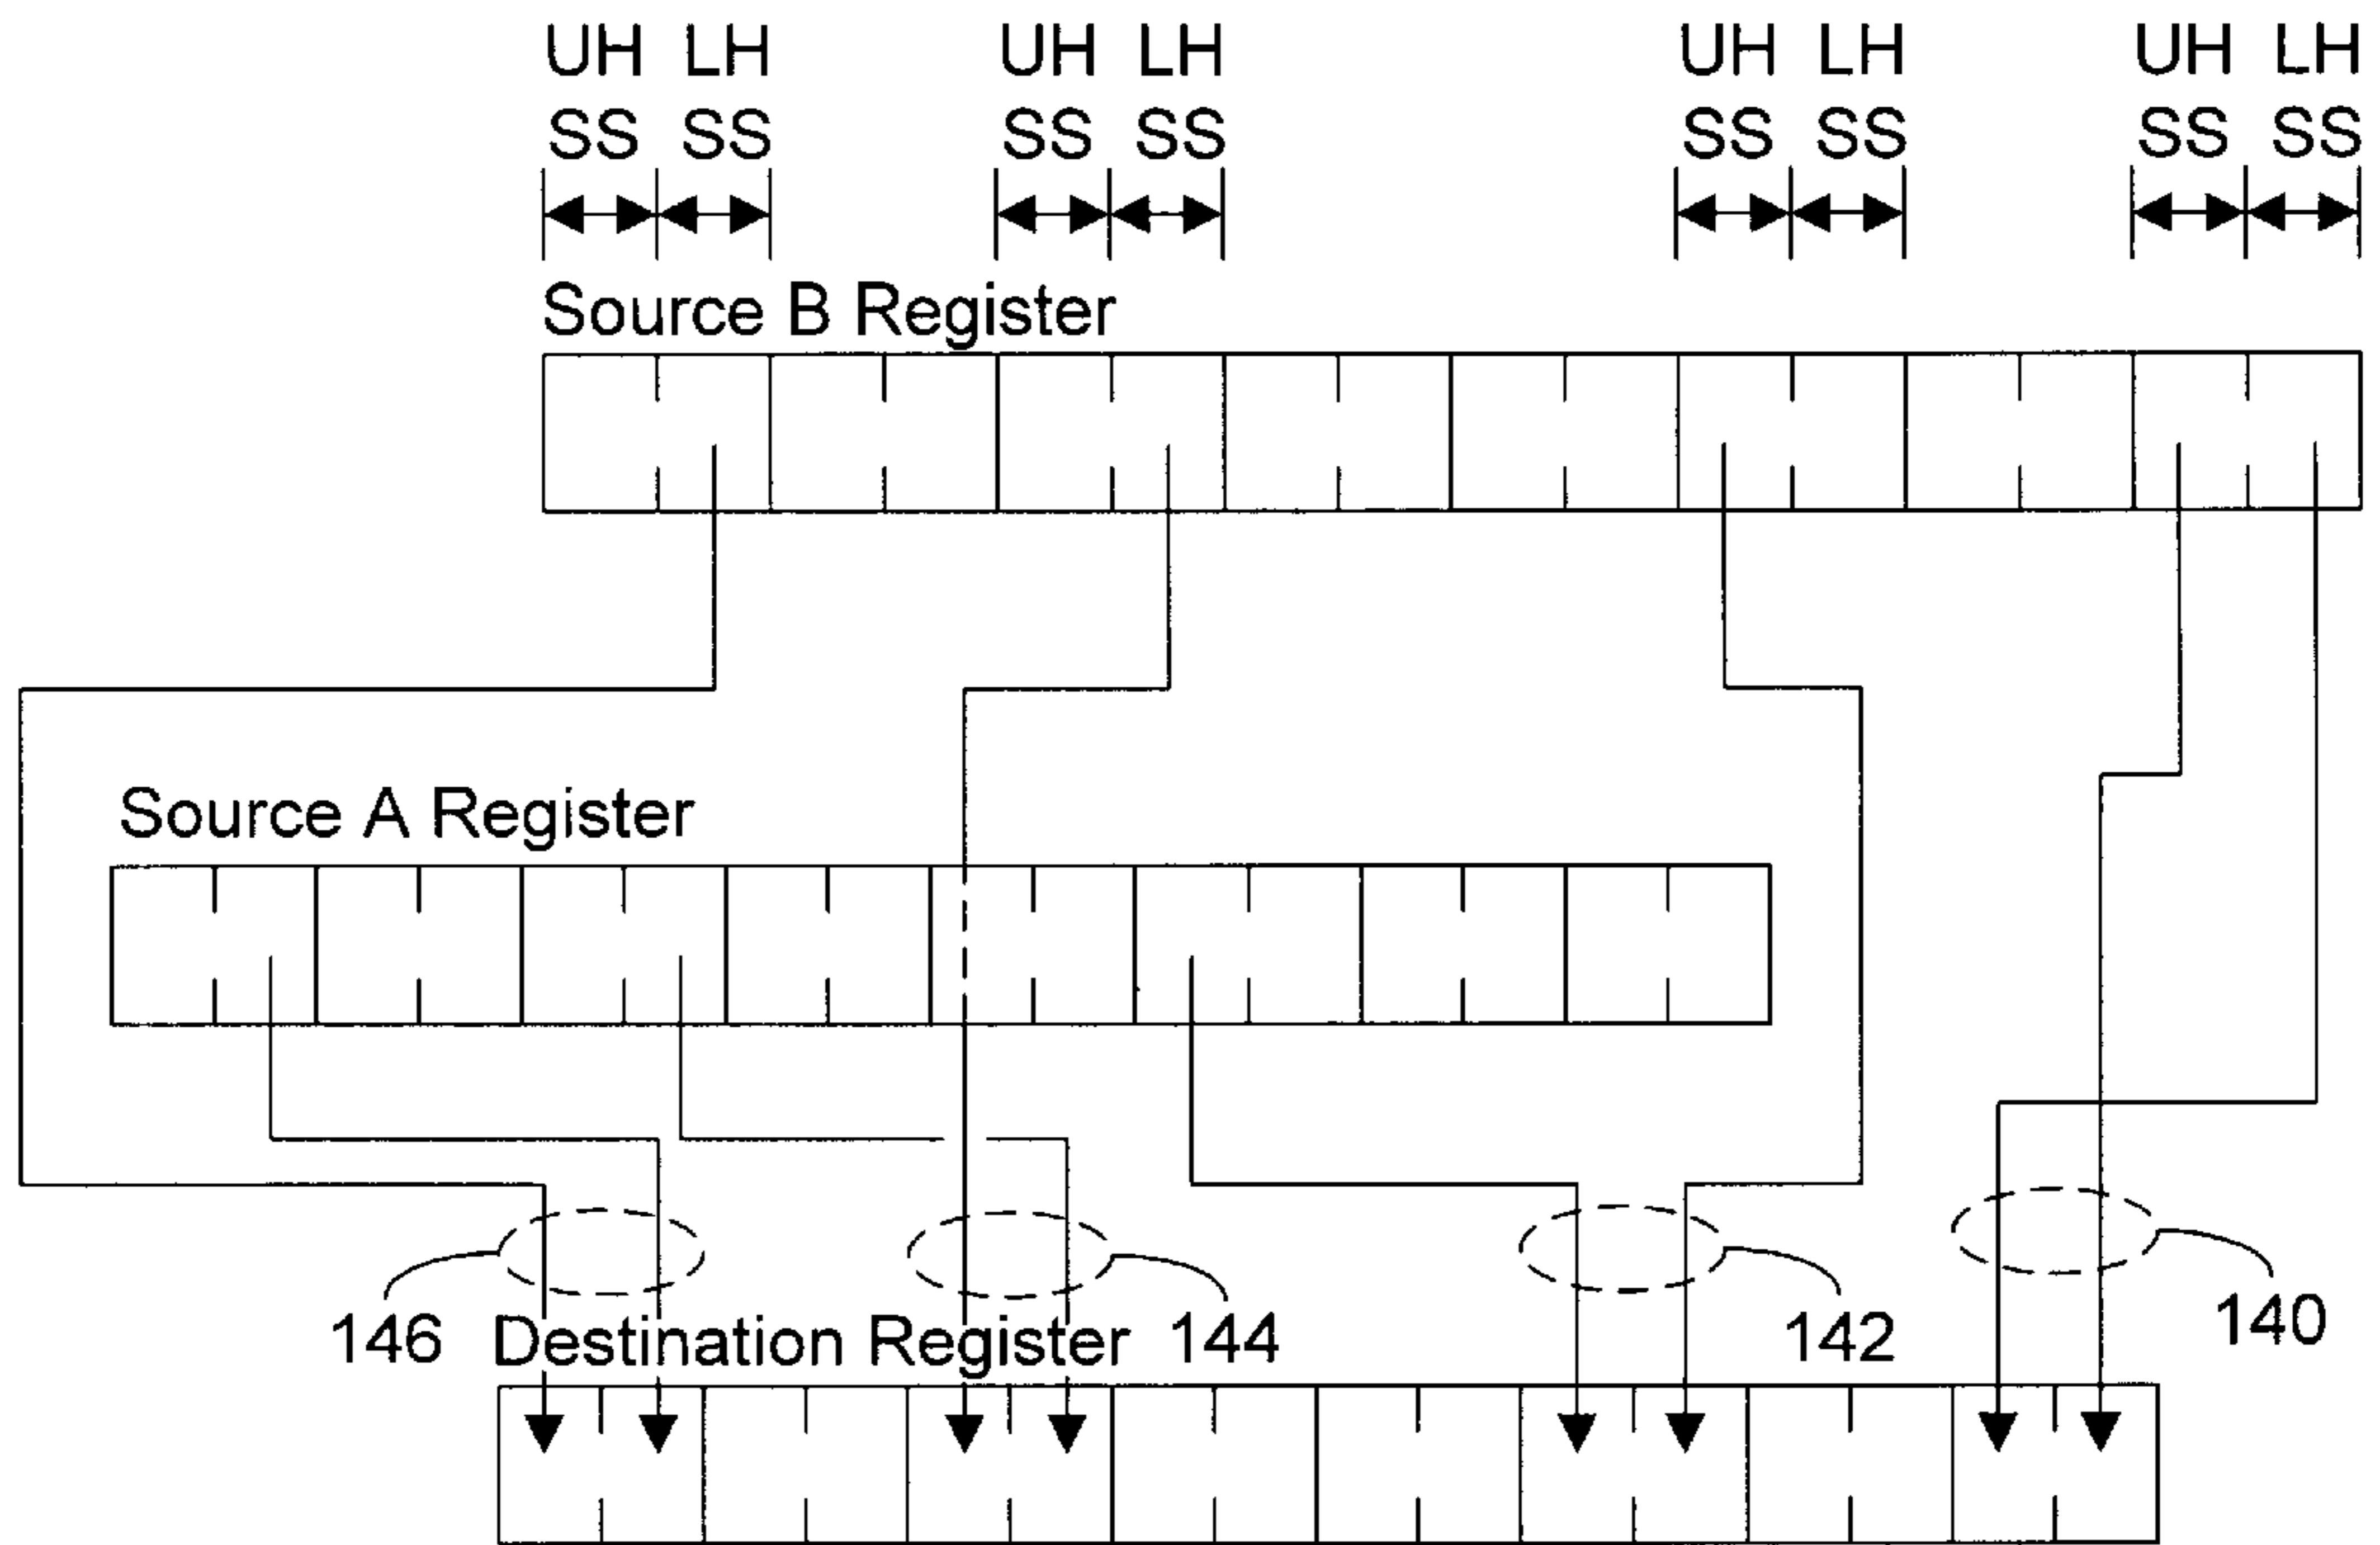 UH LH UH LH UH LH UH LH
SS SS SS SS SS SS SS SS
Source B Register
Source A Register
146 Destination Register 144 142 140